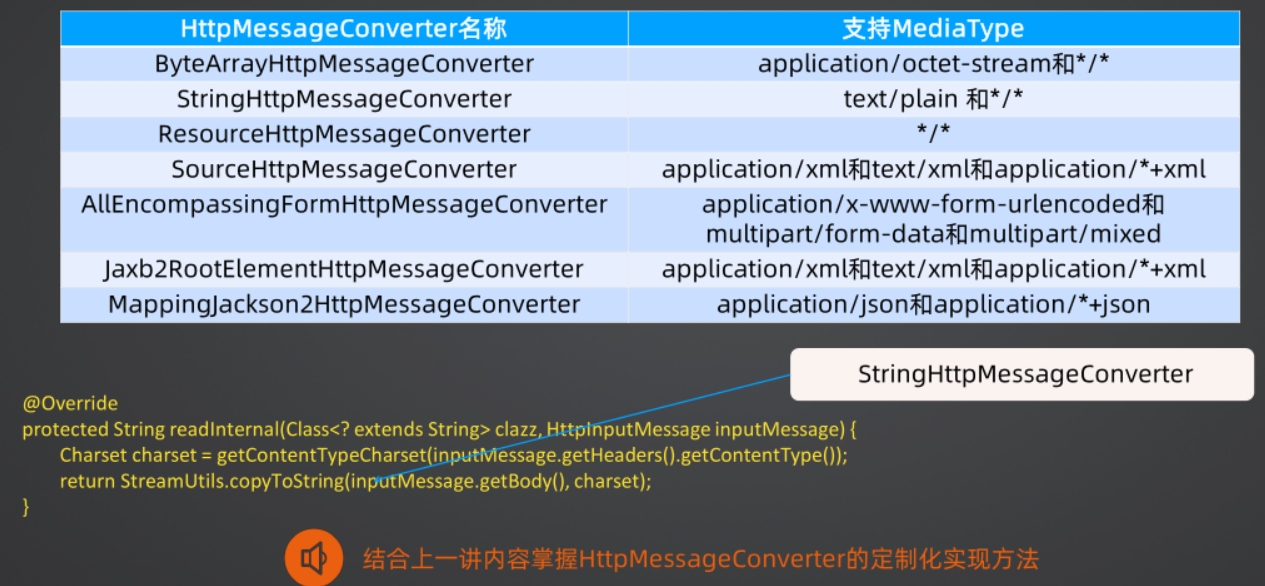 HttpMessageConverter名称 支持MediaType
ByteArrayHttpMessageConverter application/octet-stream和*/*
StringHttpMessageConverter text/plain 和*/*
ResourceHttpMessageConverter */*
SourceHttpMessageConverter application/xml和text/xml和application/*+xml
AllEncompassingFormHttpMessageConverter application/x-www-form-urlencoded和
multipart/form-data和multipart/mixed
Jaxb2RootElementHttpMessageConverter application/xml和text/xml和application/*+xml
MappingJackson2HttpMessageConverter application/json和application/*+json
StringHttpMessageConverter
@Override
protected String readInternal(Class<? extends String> clazz, HttpInputMessage inputMessage) {
Charset charset = getContentTypeCharset(inputMessage.getHeaders().getContentType());
return StreamUtils.copyToString(inputMessage.getBody(), charset);
}
结合上一讲内容掌握HttpMessageConverter的定制化实现方法